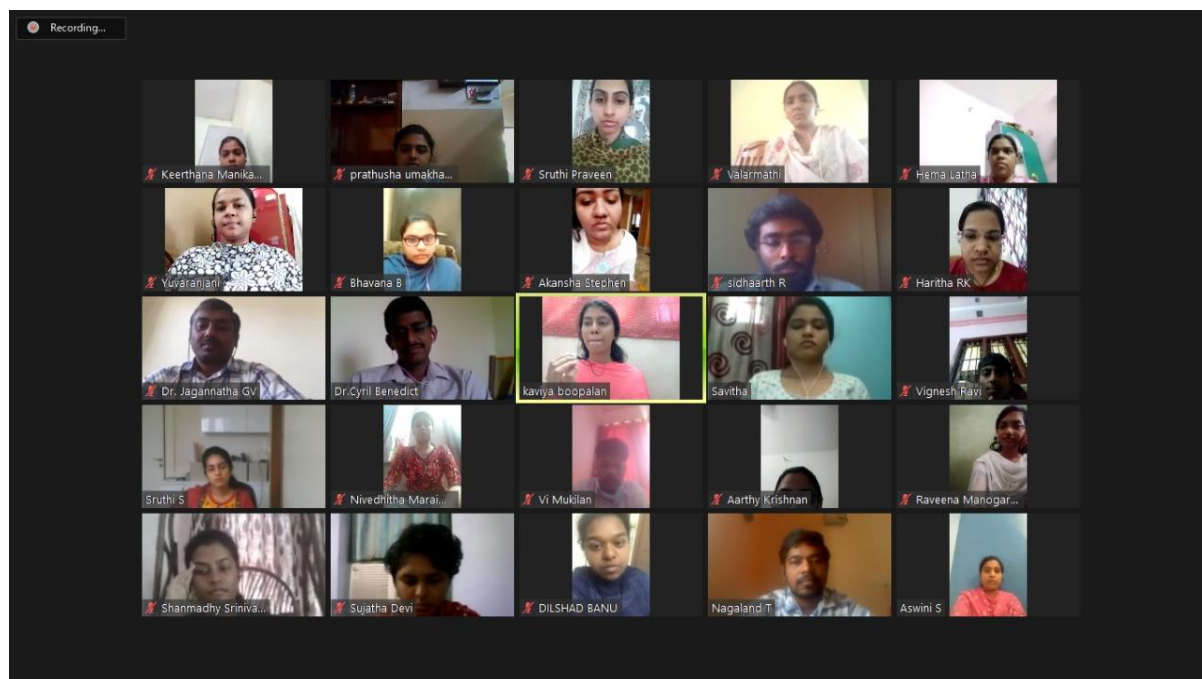 Recording...
Keerthana Manika...
prathusha umakha...
Sruthi Praveen
Valarmathi
Hema Latha
Yuvaranjani
Bhavana B
Akansha Stephen
sidhaarth R
Haritha RK
Dr. Jagannatha GV
Dr.Cyril Benedict
kaviya boopalan
Savitha
Vignesh Ravi
Sruthi S
Nivedhitha Marai...
Vi Mukilan
Aarthy Krishnan
Raveena Manogar...
Shanmadhy Sriniva...
Sujatha Devi
DILSHAD BANU
Nagaland T
Aswini S